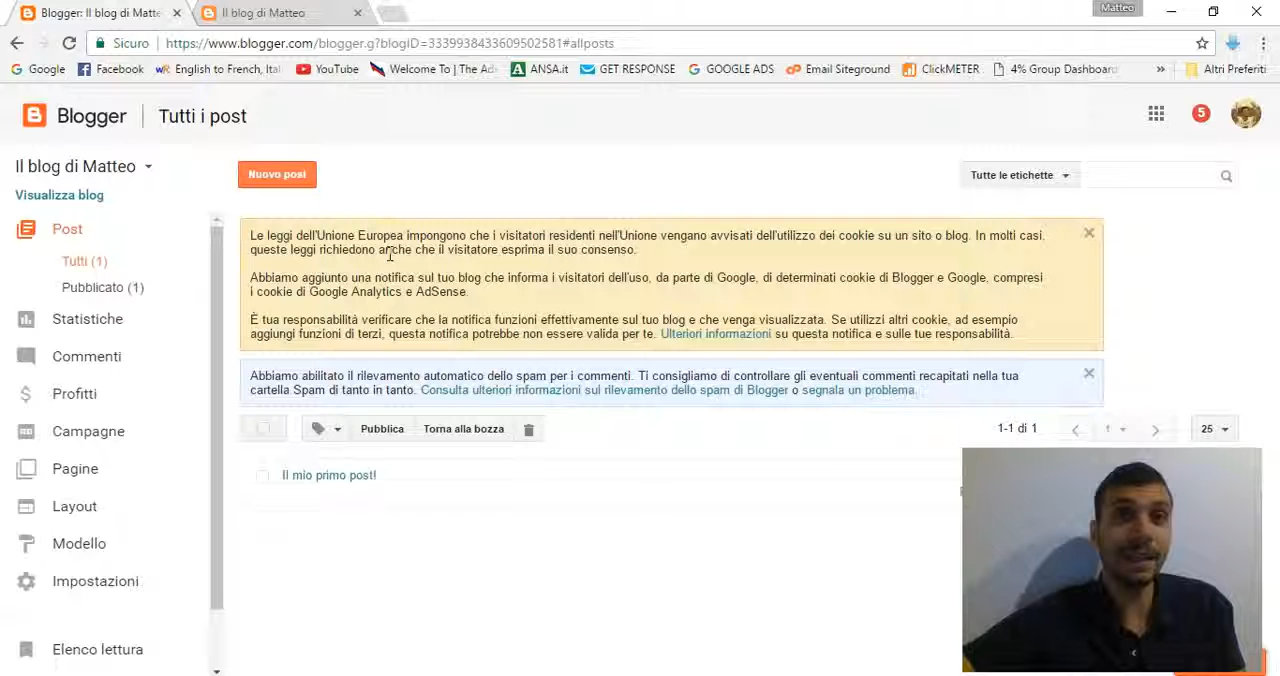 Blogger: Il blog di Matte
Il blog di Matteo
Matteo
Sicuro
https://www.blogger.com/blogger.g?blogID=3339938433609502581#allposts
Google
Facebook
English to French, Ital
YouTube
Welcome To | The Ad
ANSA.it
GET RESPONSE
GOOGLE ADS
Email Siteground
ClickMETER
4% Group Dashboard
»
Altri Preferiti
Blogger
Tutti i post
5
Il blog di Matteo
Visualizza blog
Nuovo post
Tutte le etichette
Post
Tutti (1)
Pubblicato (1)
Statistiche
Commenti
Profitti
Campagne
Pagine
Layout
Modello
Impostazioni
Elenco lettura
Le leggi dell'Unione Europea impongono che i visitatori residenti nell'Unione vengano avvisati dell'utilizzo dei cookie su un sito o blog. In molti casi,
queste leggi richiedono anche che il visitatore esprima il suo consenso.
Abbiamo aggiunto una notifica sul tuo blog che informa i visitatori dell'uso, da parte di Google, di determinati cookie di Blogger e Google, compresi
i cookie di Google Analytics e AdSense.
È tua responsabilità verificare che la notifica funzioni effettivamente sul tuo blog e che venga visualizzata. Se utilizzi altri cookie, ad esempio
aggiungi funzioni di terzi, questa notifica potrebbe non essere valida per te. Ulteriori informazioni su questa notifica e sulle tue responsabilità.
Abbiamo abilitato il rilevamento automatico dello spam per i commenti. Ti consigliamo di controllare gli eventuali commenti recapitati nella tua
cartella Spam di tanto in tanto. Consulta ulteriori informazioni sul rilevamento dello spam di Blogger o segnala un problema.
Pubblica
Torna alla bozza
1-1 di 1
1
25
Il mio primo post!